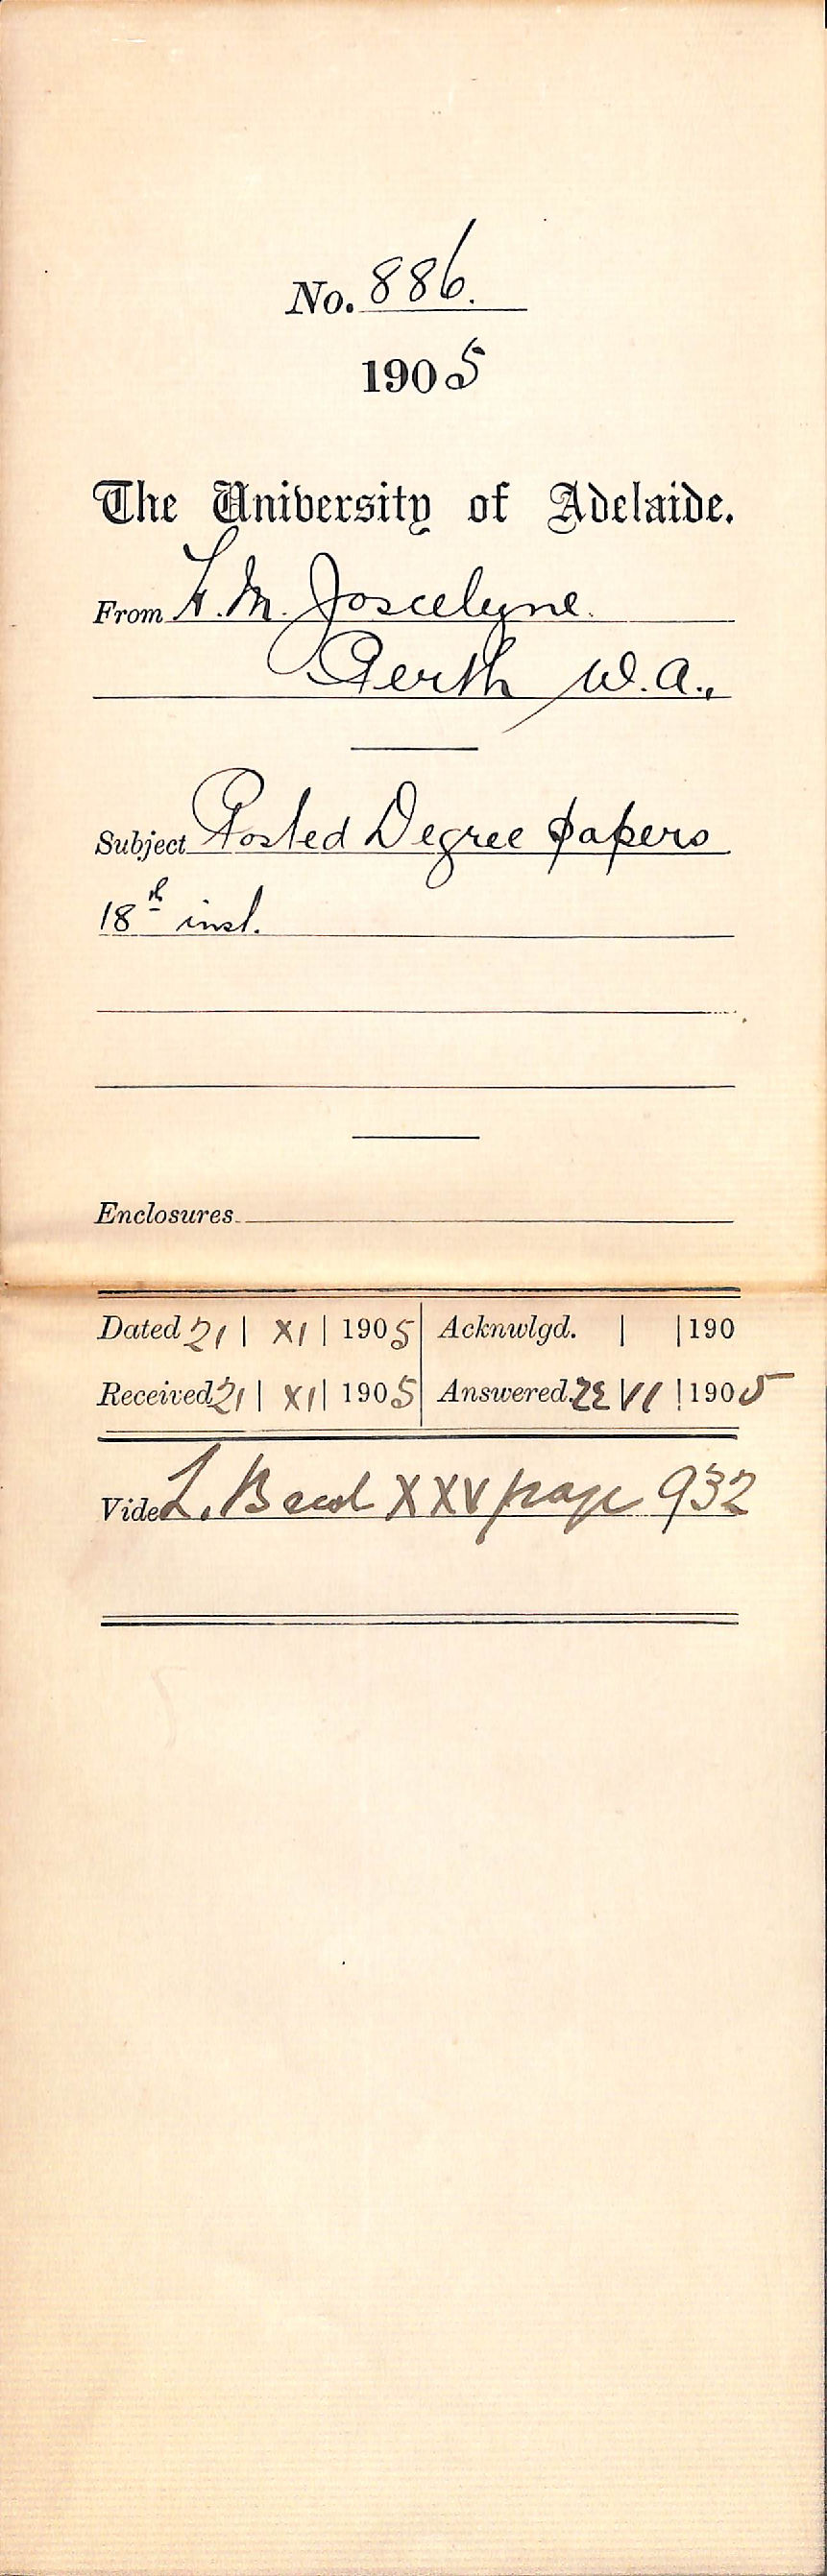 No. 886.
1905
The University of Adelaide.
From H. M. Joscelyne.
Perth W.A.,
Subject Posted Degree papers
18th inst.
Enclosures
Dated 21 | XI | 1905 Acknwlgd. | | 190
Received 21 | XI | 1905 Answered. 22 | VI | 1905
Vide L. XXV page 932